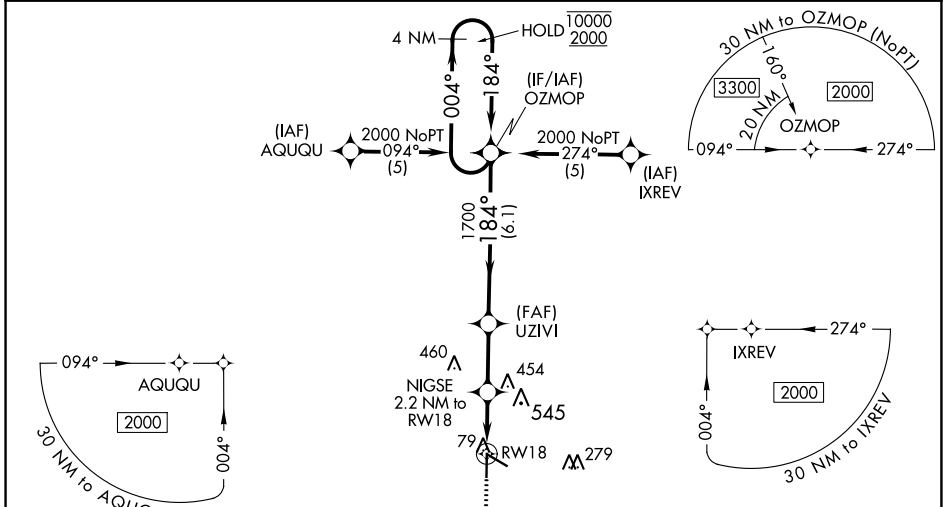 HOLD 10000
2000
4 NM
004°
184°
(IF/IAF)
OZMOP
(IAF)
AQUQU
2000 NoPT
094°
(5)
2000 NoPT
274°
(5)
(IAF)
IXREV
1700
184°
(6.1)
(FAF)
UZIVI
460
454
NIGSE
2.2 NM to
RW18
545
79
RW18
279
30 NM to OZMOP (NoPT)
160°
3300
2000
20 NM
OZMOP
094°
274°
094°
AQUQU
2000
004°
30 NM to
274°
IXREV
2000
004°
30 NM to IXREV